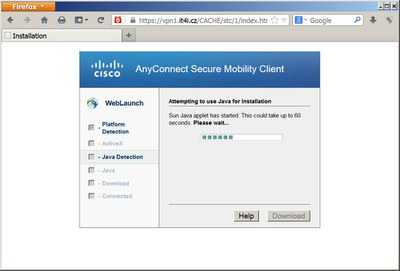 Firefox
https://vpn1.it4i.cz/CACHE/stc/1/index.htm
Google
Installation
CISCO
AnyConnect Secure Mobility Client
WebLaunch
- Platform
Detection
- ActiveX
- Java Detection
- Java
- Download
- Connected
Attempting to use Java for Installation
Sun Java applet has started. This could take up to 60
seconds. Please wait...
Help
Download